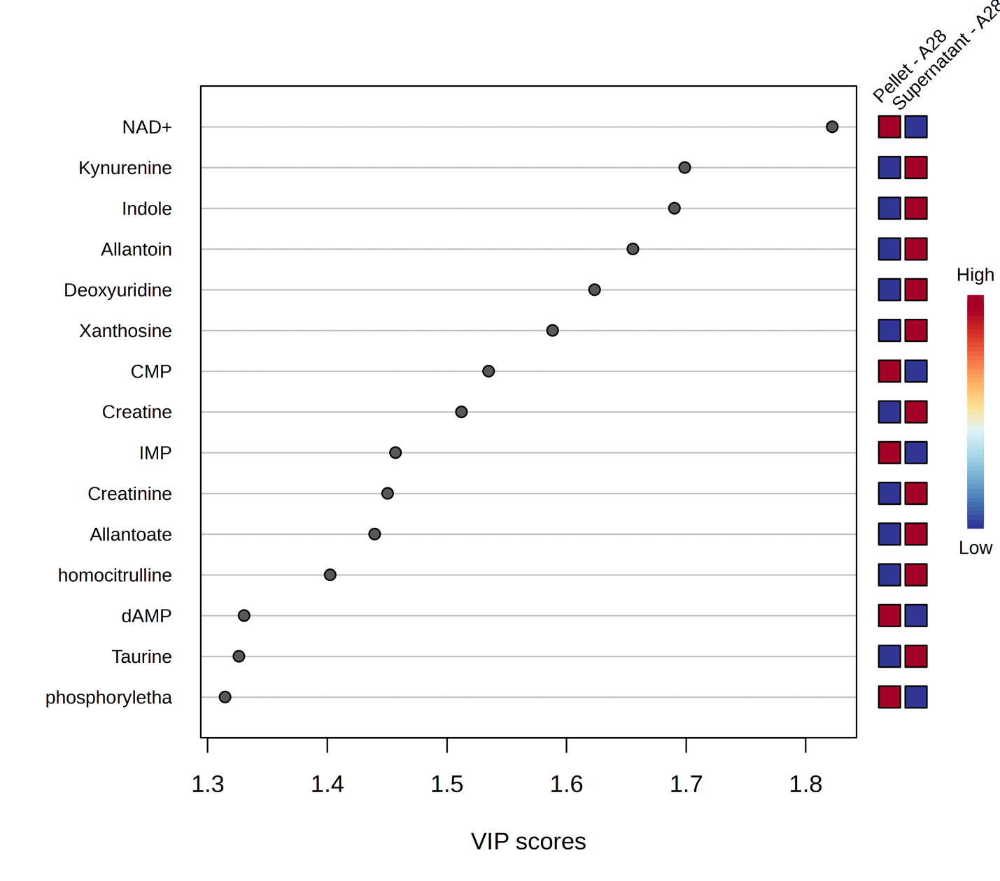 Pellet - A28
Supernatant - A28
NAD+
Kynurenine
Indole
Allantoin
Deoxyuridine
Xanthosine
CMP
Creatine
IMP
Creatinine
Allantoate
homocitrulline
dAMP
Taurine
phosphoryletha
High
Low
1.3 1.4 1.5 1.6 1.7 1.8
VIP scores